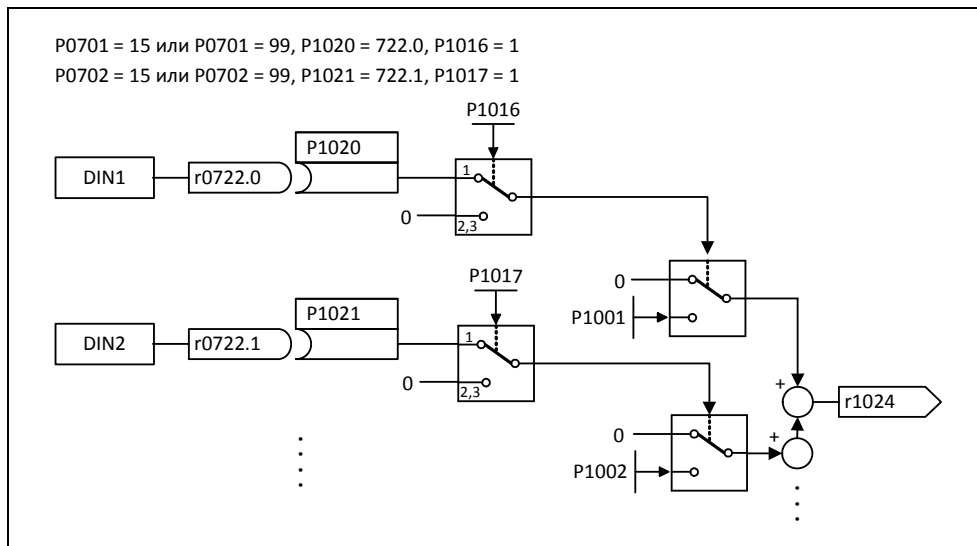 P0701 = 15 или P0701 = 99, P1020 = 722.0, P1016 = 1
P0702 = 15 или P0702 = 99, P1021 = 722.1, P1017 = 1
P1016
P1020
DIN1
r0722.0
1
0
2,3
P1017
0
P1021
P1001
DIN2
r0722.1
1
0
2,3
+
r1024
0
+
P1002